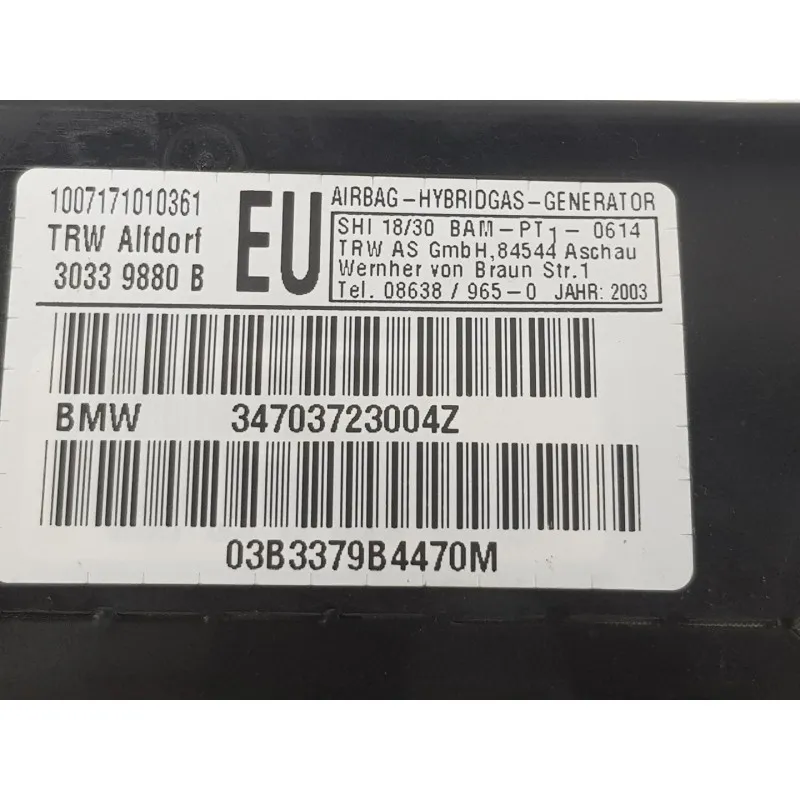 1007171010361
TRW Alfdorf
3033 9880 B
EU
AIRBAG-HYBRIDGAS-GENERATOR
SHI 18/30 BAM-PT1-0614
TRW AS GmbH,84544 Aschau
Wernher von Braun Str.1
Tel. 08638 / 965-0 JAHR: 2003
BMW 34703723004Z
03B3379B4470M